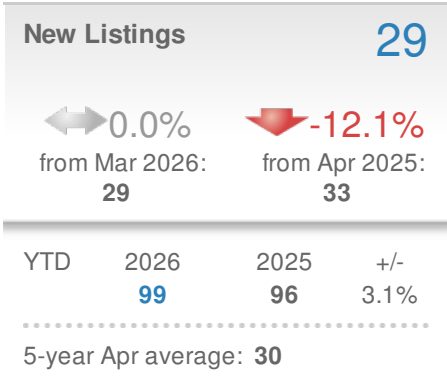 New Listings 29
0.0% -12.1%
from Mar 2026: from Apr 2025:
29 33
YTD 2026 2025 +/-
99 96 3.1%
5-year Apr average: 30